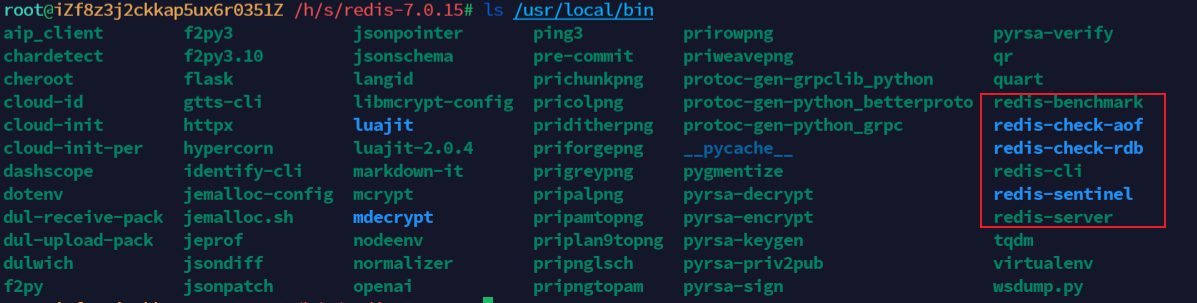 root@iZf8z3j2ckkap5ux6r0351Z /h/s/redis-7.0.15# ls /usr/local/bin
aip_client f2py3 jsonpointer ping3 prirowpng pyrsa-verify
chardetect f2py3.10 jsonschema pre-commit priweavepng qr
cheroot flask langid prichunkpng protoc-gen-grpclib_python quart
cloud-id gtts-cli libmcrypt-config pricolpng protoc-gen-python_betterproto redis-benchmark
cloud-init httpx luajit priditherpng protoc-gen-python_grpc redis-check-aof
cloud-init-per hypercorn luajit-2.0.4 priforgepng __pycache__ redis-check-rdb
dashscope identify-cli markdown-it prigreypng pygmentize redis-cli
dotenv jemalloc-config mcrypt pripalpng pyrsa-decrypt redis-sentinel
dul-receive-pack jemalloc.sh mdecrypt pripamtopng pyrsa-encrypt redis-server
dul-upload-pack jeprof nodeenv priplan9topng pyrsa-keygen tqdm
dulwich jsondiff normalizer pripnglsch pyrsa-priv2pub virtualenv
f2py jsonpatch openai pripngtopam pyrsa-sign wsdump.py